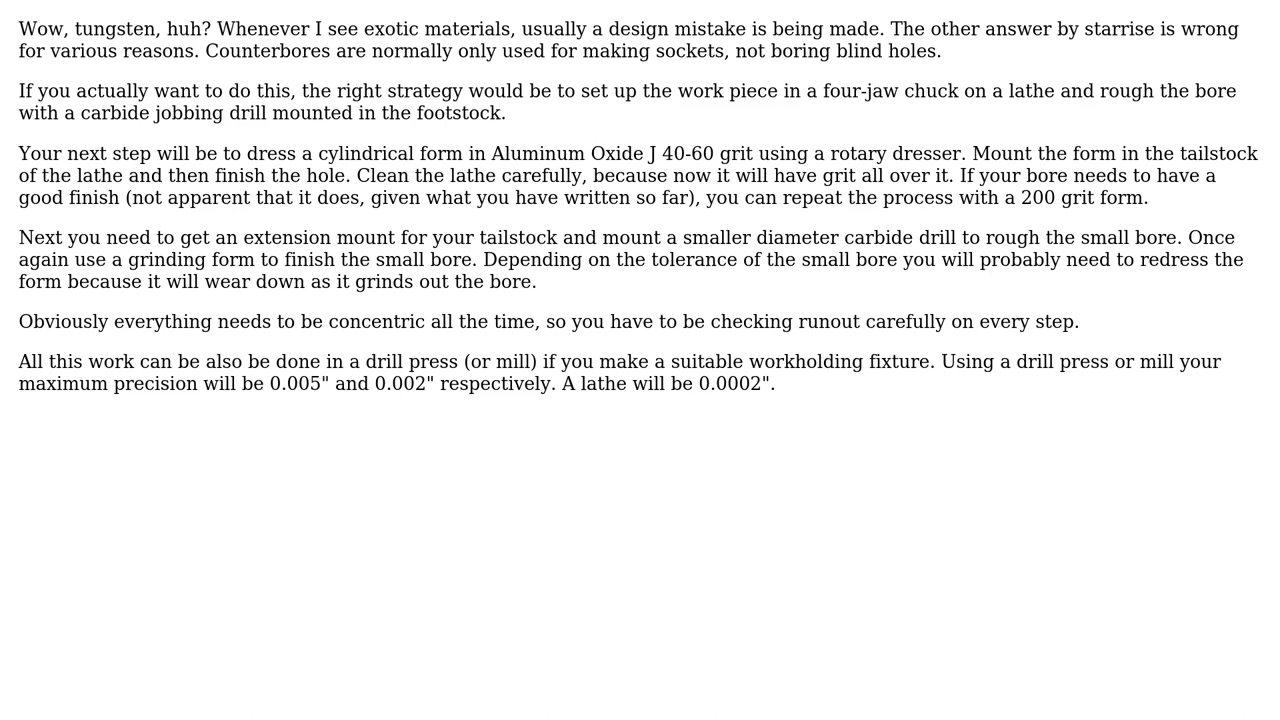 Wow, tungsten, huh? Whenever I see exotic materials, usually a design mistake is being made. The other answer by starrise is wrong
for various reasons. Counterbores are normally only used for making sockets, not boring blind holes.
If you actually want to do this, the right strategy would be to set up the work piece in a four-jaw chuck on a lathe and rough the bore
with a carbide jobbing drill mounted in the footstock.
Your next step will be to dress a cylindrical form in Aluminum Oxide J 40-60 grit using a rotary dresser. Mount the form in the tailstock
of the lathe and then finish the hole. Clean the lathe carefully, because now it will have grit all over it. If your bore needs to have a
good finish (not apparent that it does, given what you have written so far), you can repeat the process with a 200 grit form.
Next you need to get an extension mount for your tailstock and mount a smaller diameter carbide drill to rough the small bore. Once
again use a grinding form to finish the small bore. Depending on the tolerance of the small bore you will probably need to redress the
form because it will wear down as it grinds out the bore.
Obviously everything needs to be concentric all the time, so you have to be checking runout carefully on every step.
All this work can be also be done in a drill press (or mill) if you make a suitable workholding fixture. Using a drill press or mill your
maximum precision will be 0.005" and 0.002" respectively. A lathe will be 0.0002".